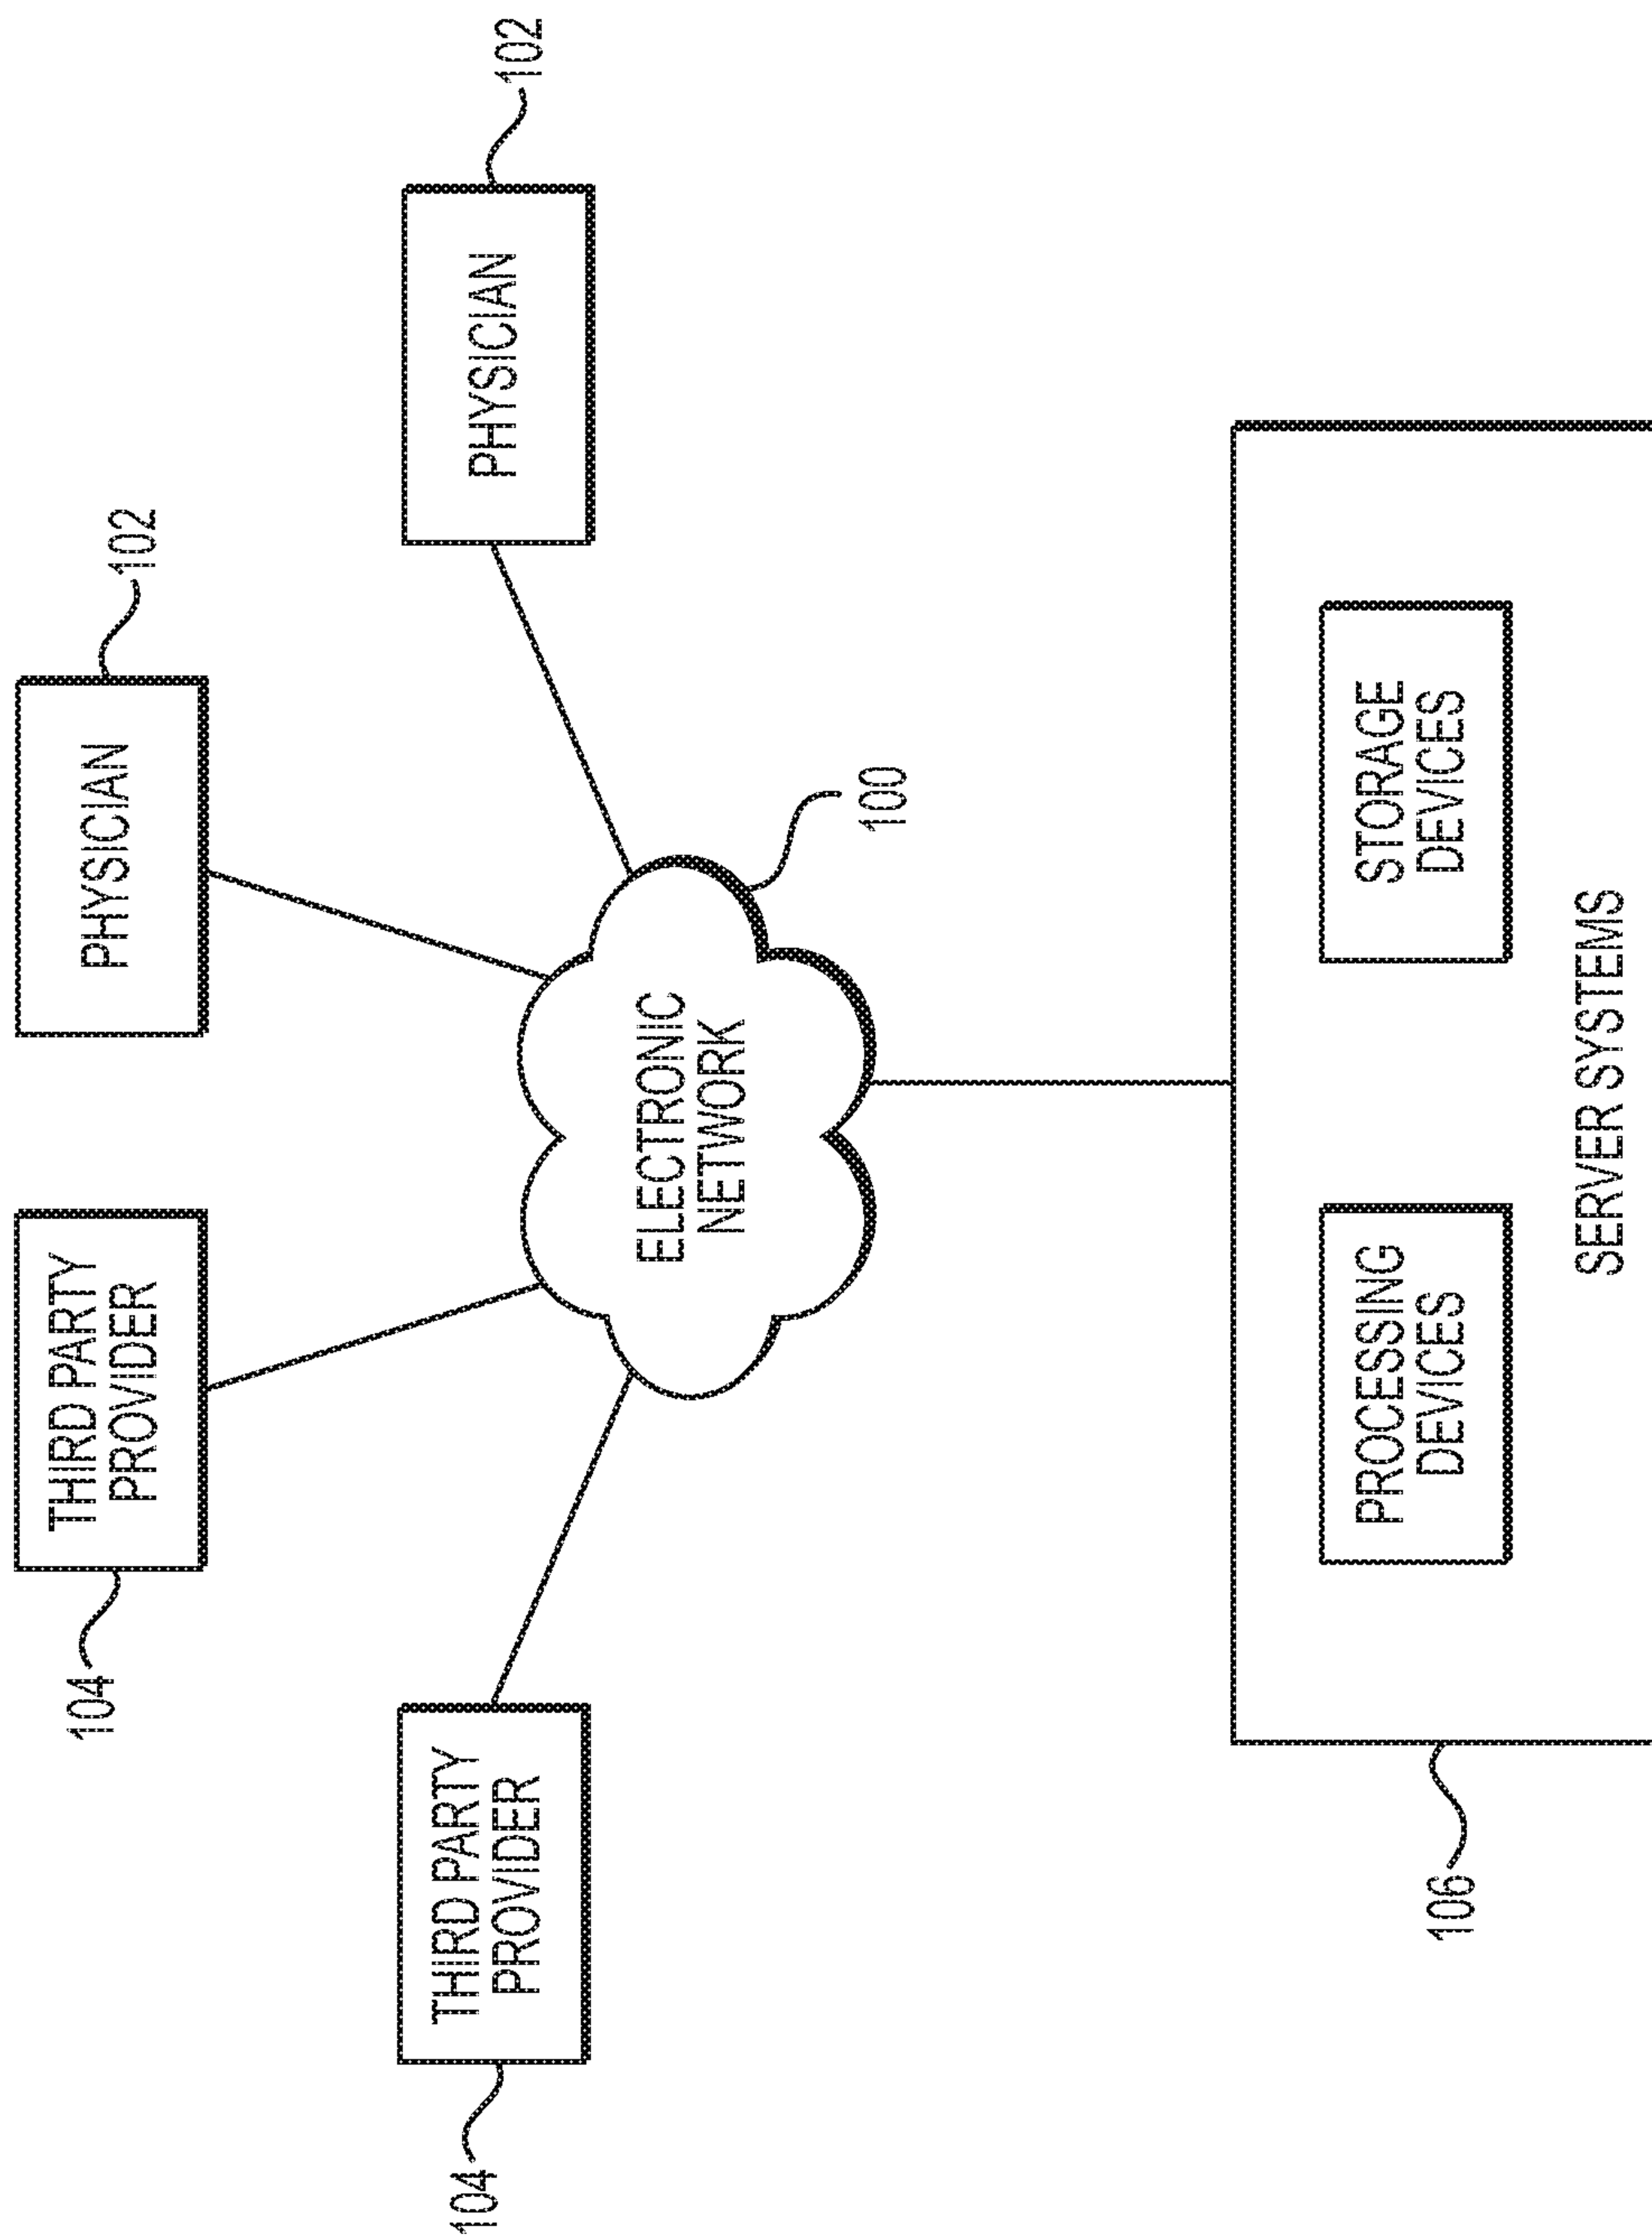 102
PHYSICIAN
102
PHYSICIAN
THIRD PARTY
PROVIDER
104
THIRD PARTY
PROVIDER
104
ELECTRONIC
NETWORK
100
PROCESSING
DEVICES
STORAGE
DEVICES
SERVER SYSTEMS
106